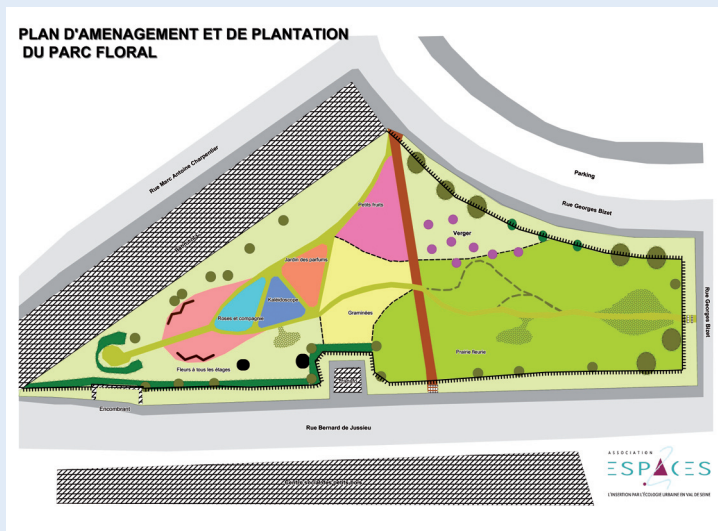 PLAN D'AMENAGEMENT ET DE PLANTATION
DU PARC FLORAL
Rue Marc Antoine Charpentier
Parking
Rue Georges Bizet
Petits fruits
Verger
Jardin des parfums
Kaleidoscope
Rue Georges Bizet
Roses et compagnie
Graminées
Prairie fleurie
Fleurs à tous les étages
Encombrant
Rue Bernard de Jussieu
ASSOCIATION
ESPACES
L'INSERTION PAR L'ÉCOLOGIE URBAINE EN VAL DE SEINE